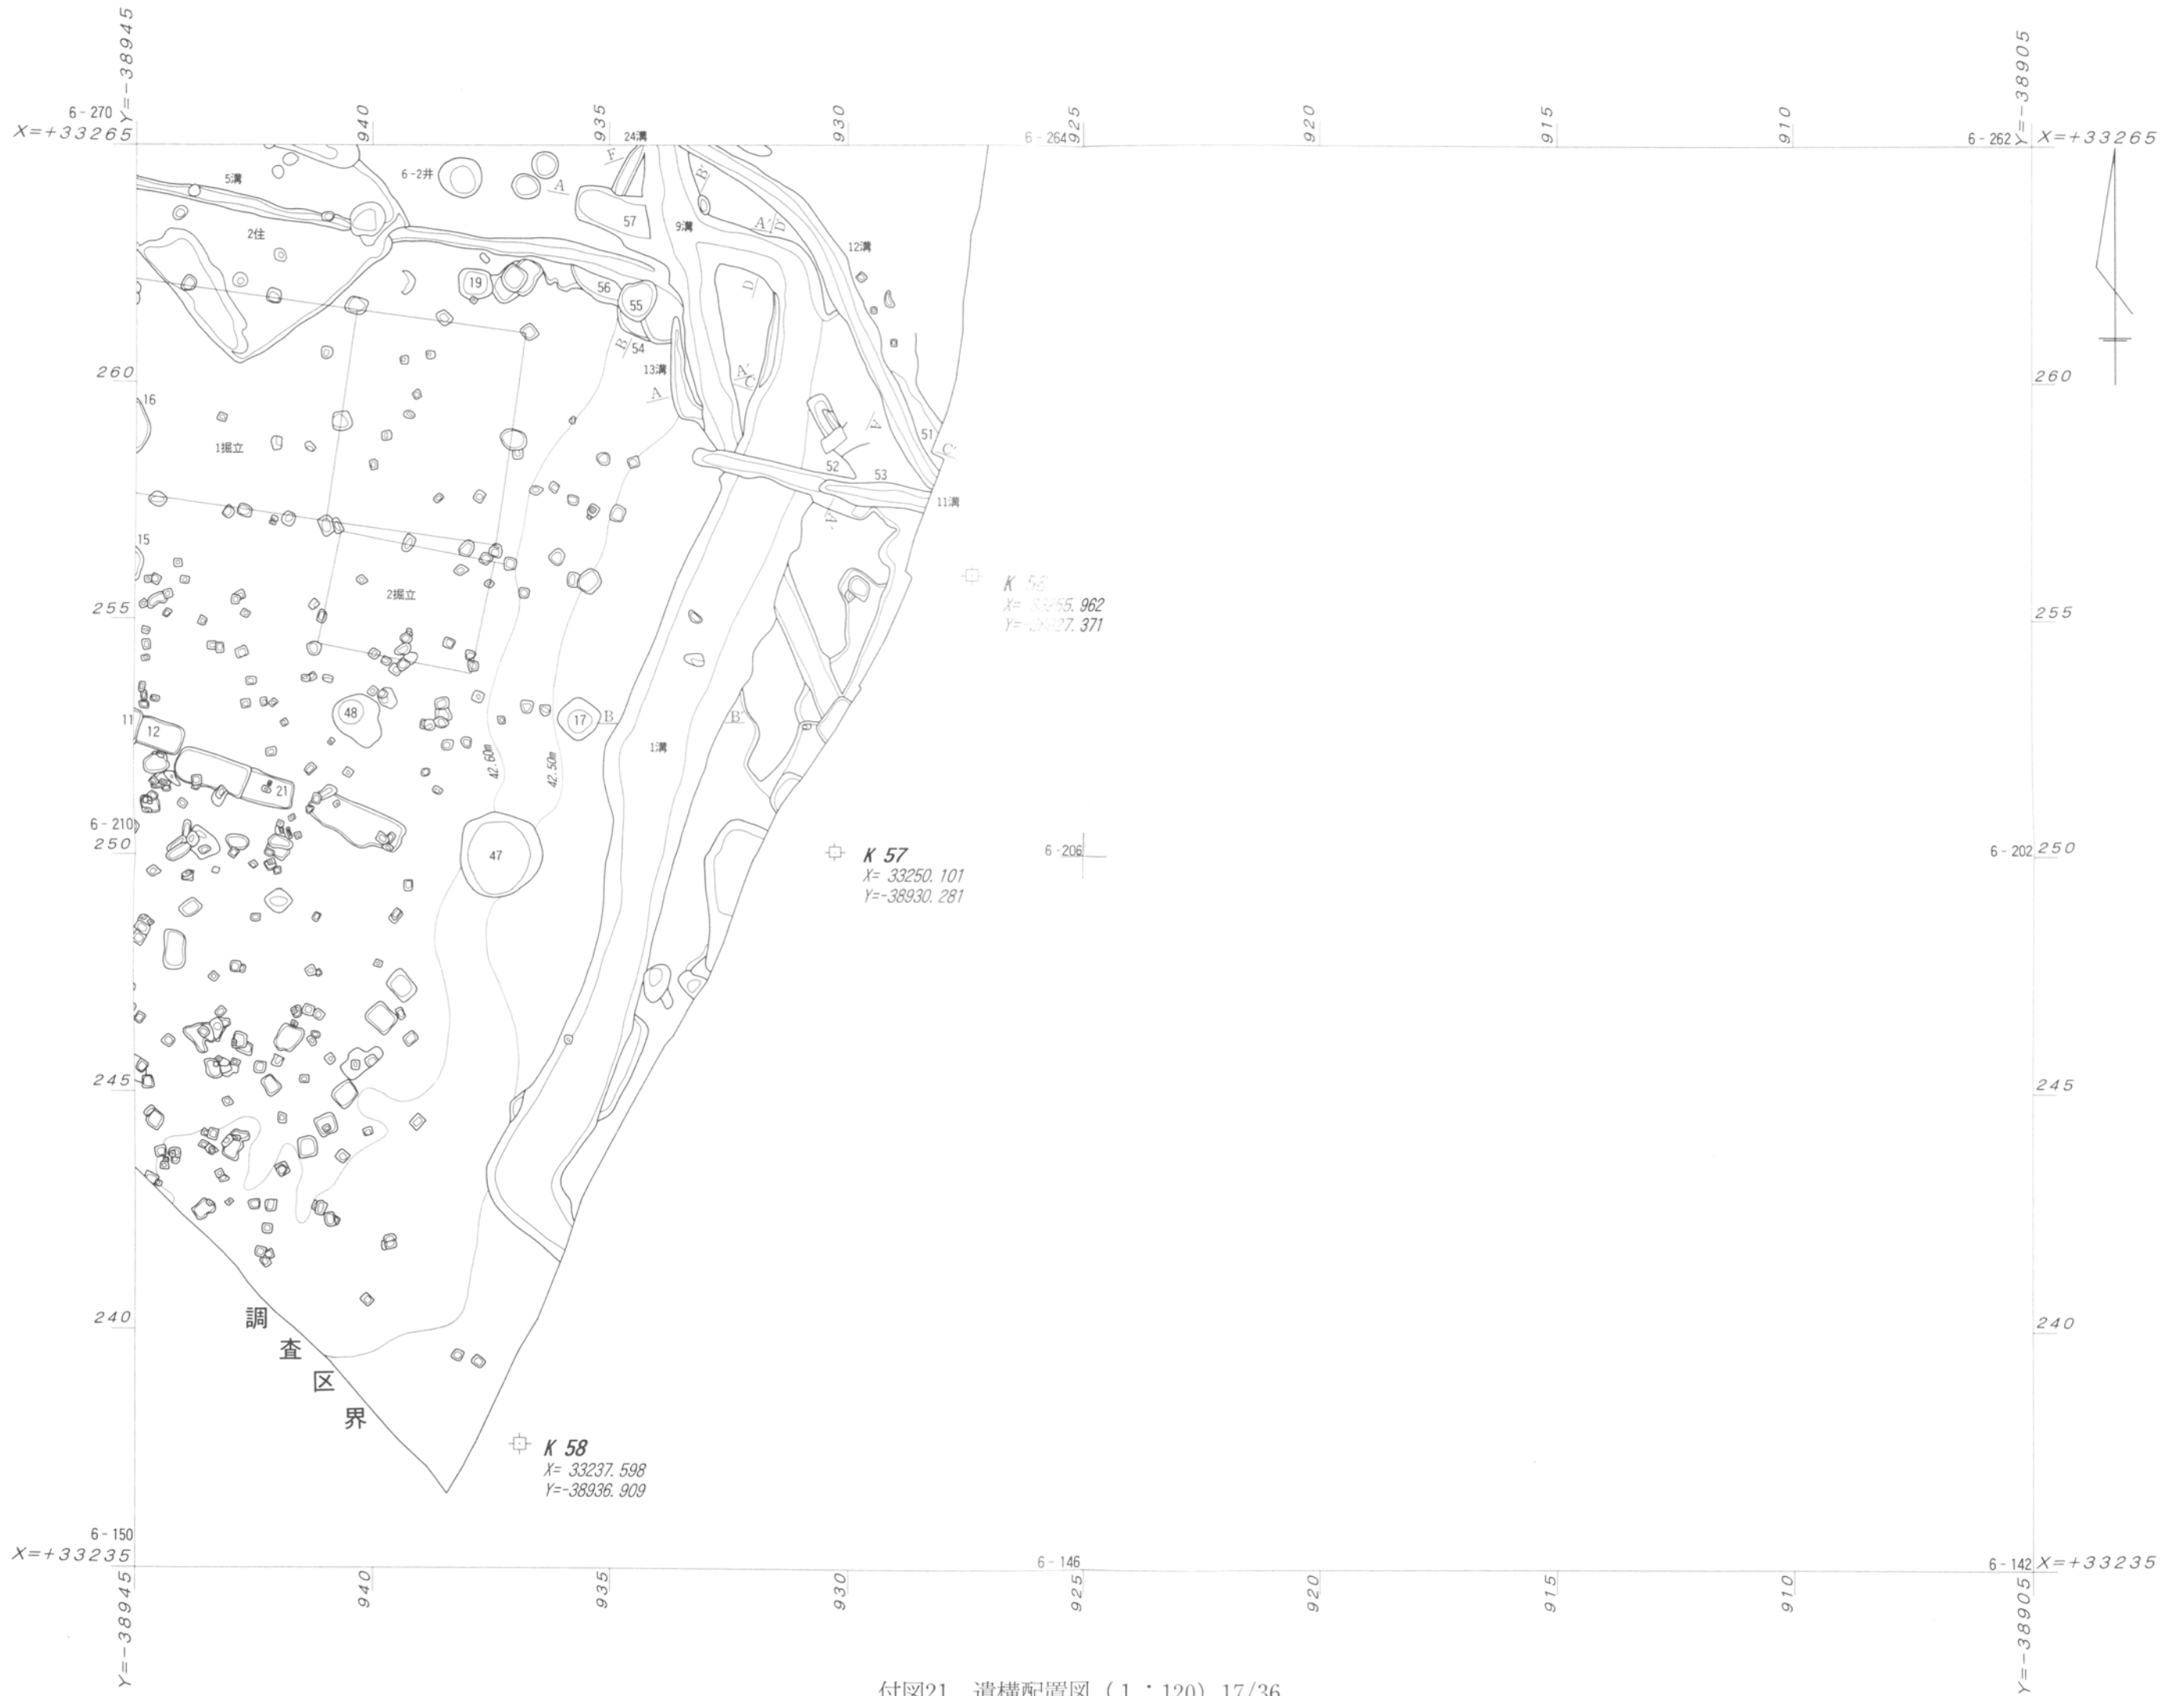 Y=-38945
Y=-38905
6-270
X=+33265
940
935
930
6-264
925
920
915
910
6-262
X=+33265
24溝
F
5溝
6-2井
A
B'
57
9溝
A'
D'
2住
12溝
19
56
55
D
B
54
13溝
A'
C
A
260
260
16
1掘立
51
C'
A
52
53
11溝
A'
15
2掘立
255
255
K 56
X= 33255.962
Y=-38927.371
11
12
48
17
B
B'
1溝
42.60m
42.50m
21
6-210
250
47
K 57
X= 33250.101
Y=-38930.281
6-206
6-202
250
245
245
240
240
調
査
区
界
K 58
X= 33237.598
Y=-38936.909
6-150
X=+33235
6-146
6-142
X=+33235
Y=-38945
940
935
930
925
920
915
910
Y=-38905
付図21 遺構配置図（1：120）17/36